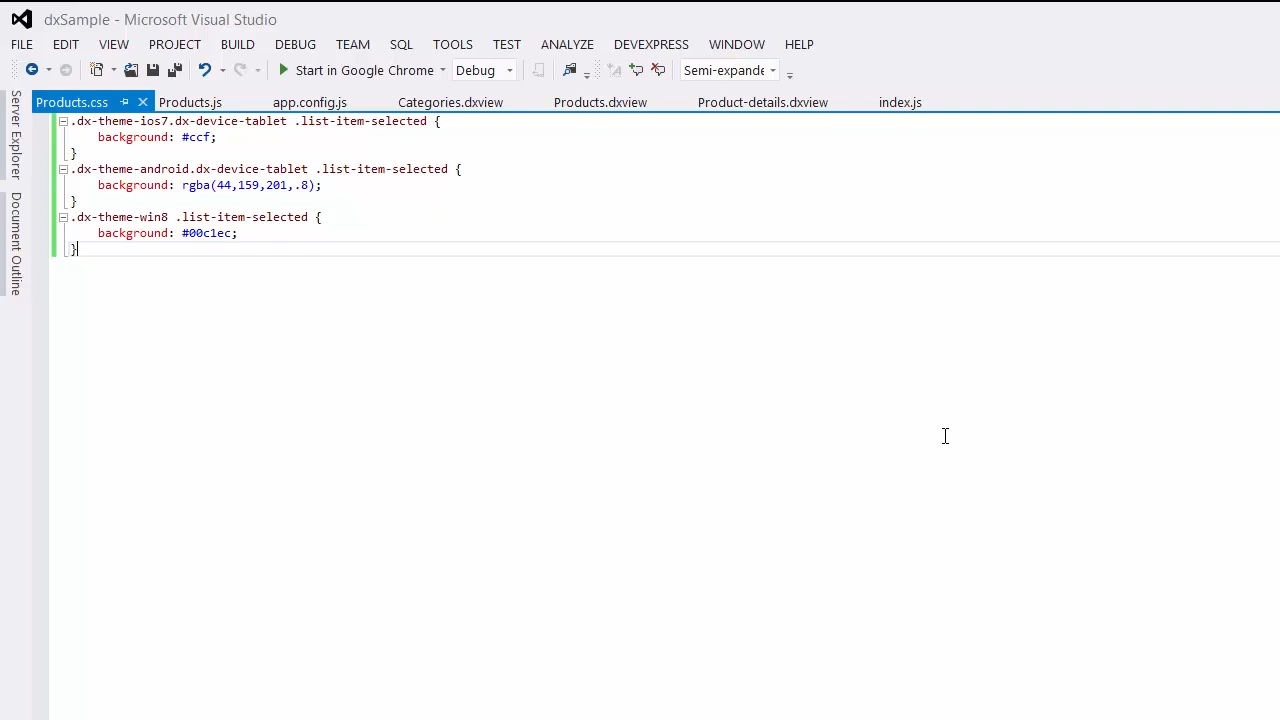 dxSample - Microsoft Visual Studio
FILE EDIT VIEW PROJECT BUILD DEBUG TEAM SQL TOOLS TEST ANALYZE DEVEXPRESS WINDOW HELP
Start in Google Chrome Debug Semi-expande
Products.css Products.js app.config.js Categories.dxview Products.dxview Product-details.dxview index.js
Server Explorer
Document Outline
.dx-theme-ios7.dx-device-tablet .list-item-selected {
background: #ccf;
}
.dx-theme-android.dx-device-tablet .list-item-selected {
background: rgba(44,159,201,.8);
}
.dx-theme-win8 .list-item-selected {
background: #00c1ec;
}